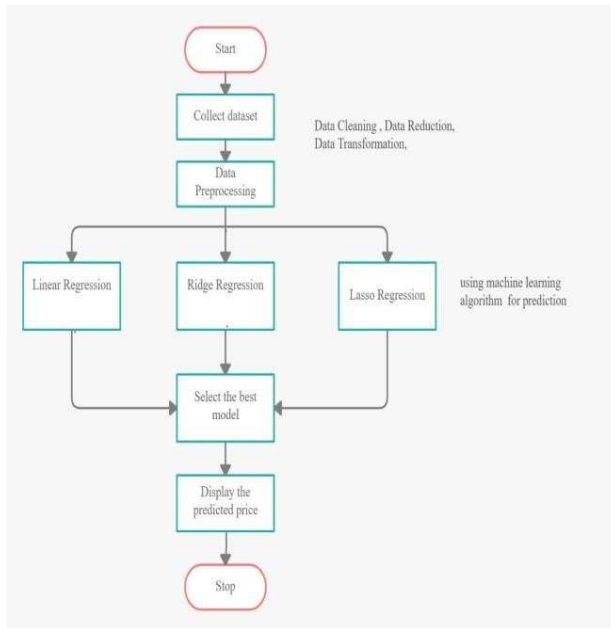 Start
Collect dataset
Data Cleaning , Data Reduction,
Data Transformation,
Data
Preprocessing
Linear Regression
Ridge Regression
Lasso Regression
using machine learning
algorithm for prediction
Select the best
model
Display the
predicted price
Stop